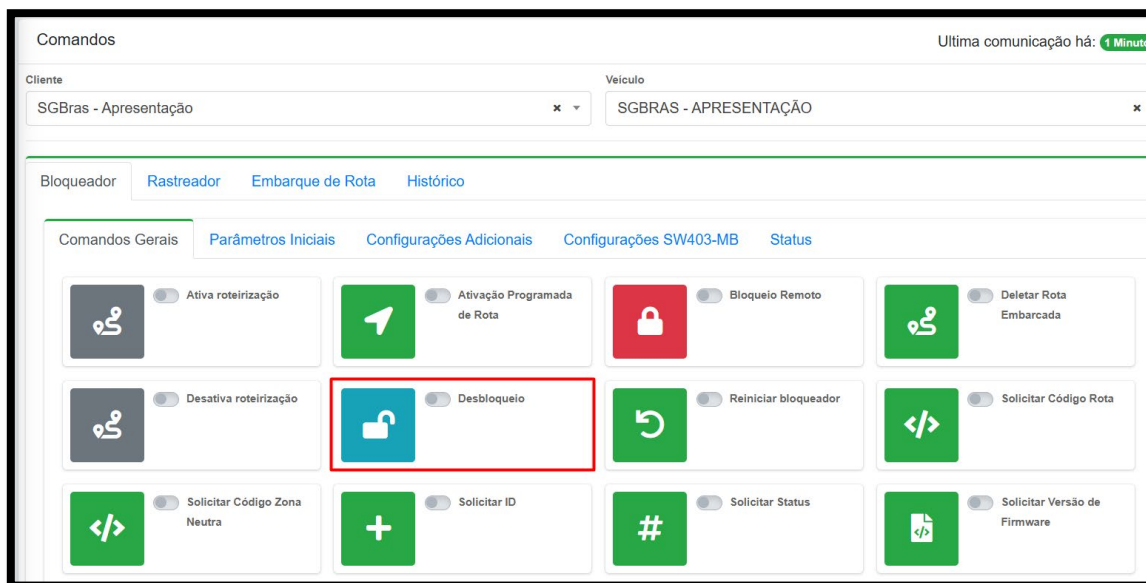 Comandos
Ultima comunicação há: 1 Minuto
Cliente
Veiculo
SGBras - Apresentação
SGBRAS - APRESENTAÇÃO
Bloqueador
Rastreador
Embarque de Rota
Histórico
Comandos Gerais
Parâmetros Iniciais
Configurações Adicionais
Configurações SW403-MB
Status
Ativa roteirização
Ativação Programada
de Rota
Bloqueio Remoto
Deletar Rota
Embarcada
Desativa roteirização
Desbloqueio
Reiniciar bloqueador
Solicitar Código Rota
Solicitar Código Zona
Neutra
Solicitar ID
Solicitar Status
Solicitar Versão de
Firmware